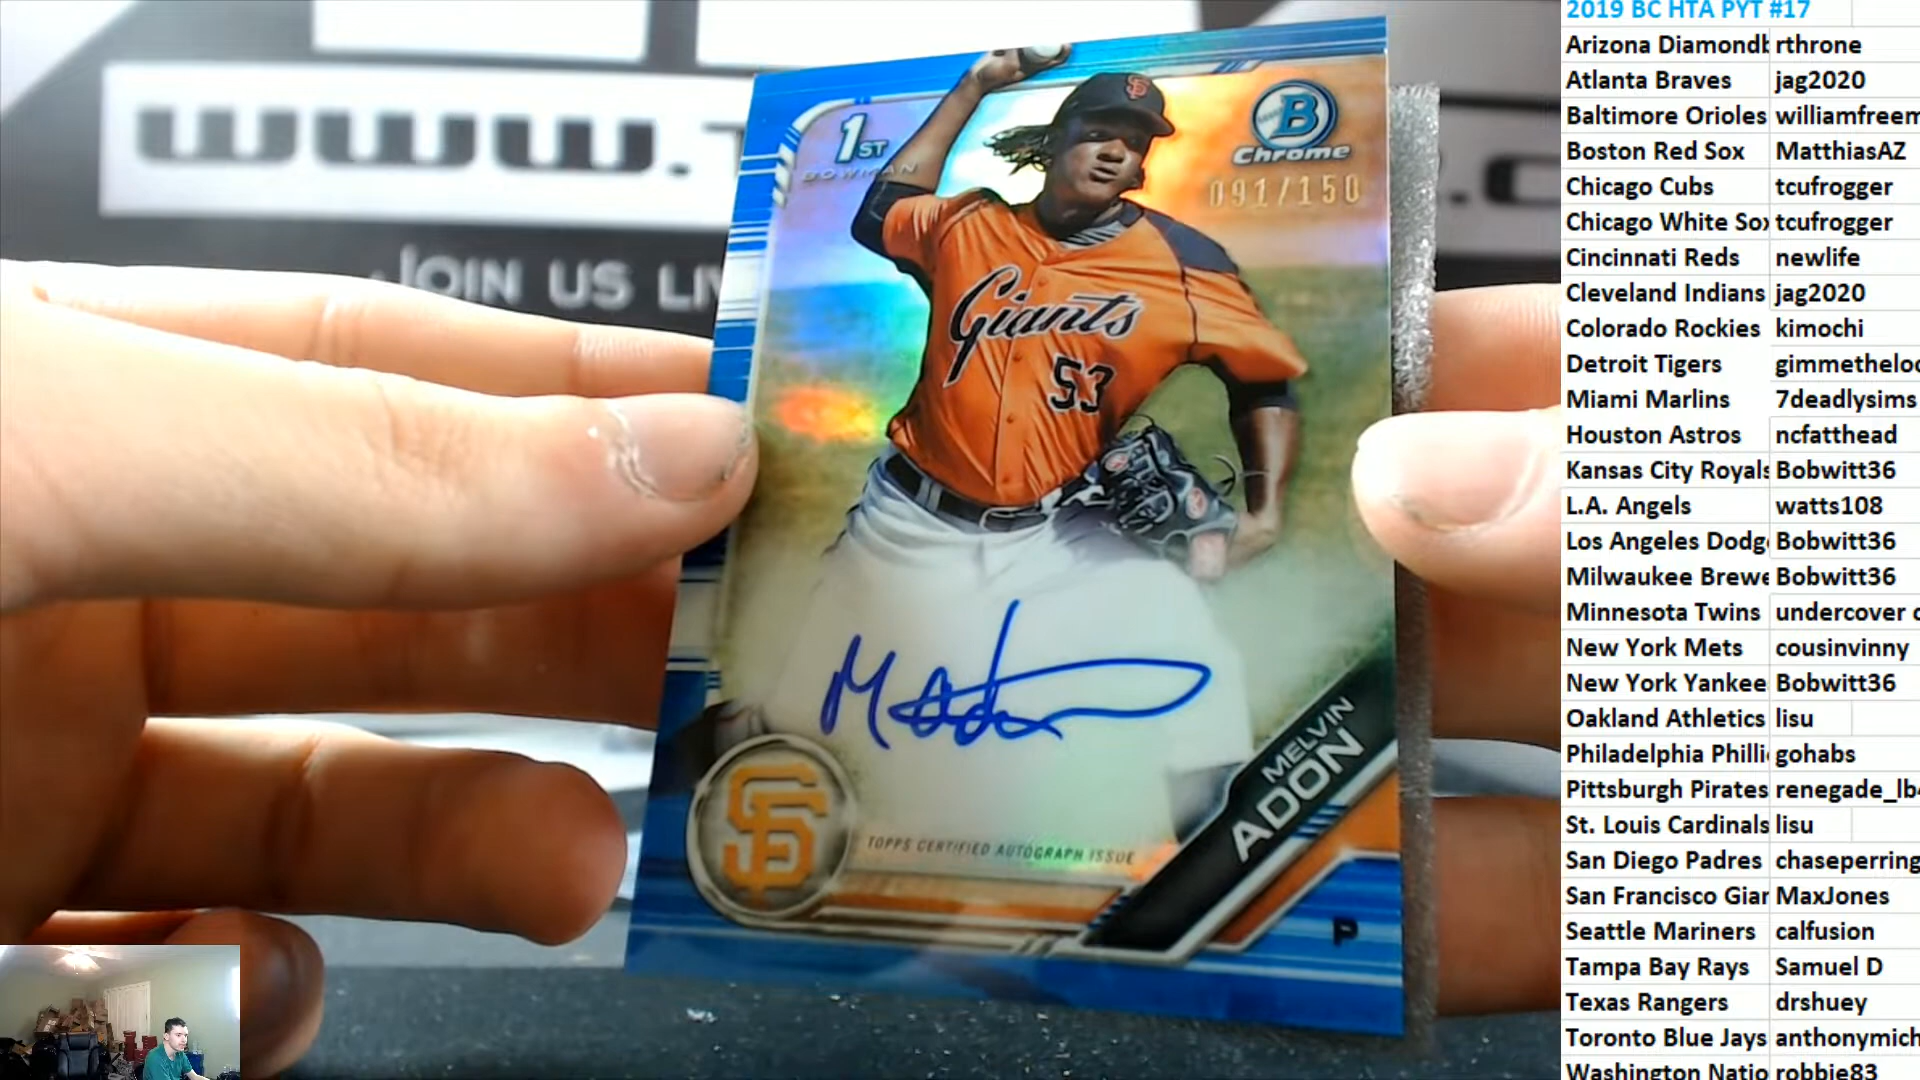 2019 BC HTA PYT #17
Arizona Diamondb rthrone
Atlanta Braves jag2020
Baltimore Orioles williamfreem
Boston Red Sox MatthiasAZ
Chicago Cubs tcufrogger
Chicago White Sox tcufrogger
Cincinnati Reds newlife
Cleveland Indians jag2020
Colorado Rockies kimochi
Detroit Tigers gimmetheloo
Miami Marlins 7deadlysims
Houston Astros ncfatthead
Kansas City Royals Bobwitt36
L.A. Angels watts108
Los Angeles Dodg Bobwitt36
Milwaukee Brewe Bobwitt36
Minnesota Twins undercover
New York Mets cousinvinny
New York Yankee Bobwitt36
Oakland Athletics lisu
Philadelphia Philli gohabs
Pittsburgh Pirates renegade_lb
St. Louis Cardinals lisu
San Diego Padres chaseperring
San Francisco Gian MaxJones
Seattle Mariners calfusion
Tampa Bay Rays Samuel D
Texas Rangers drshuey
Toronto Blue Jays anthonymich
Washington Natio robbie83
www.
JOIN US LIV
1ST
BOWMAN
B
Chrome
091/150
SF
Giants
53
MELVIN
ADON
SF
TOPPS CERTIFIED AUTOGRAPH ISSUE
P